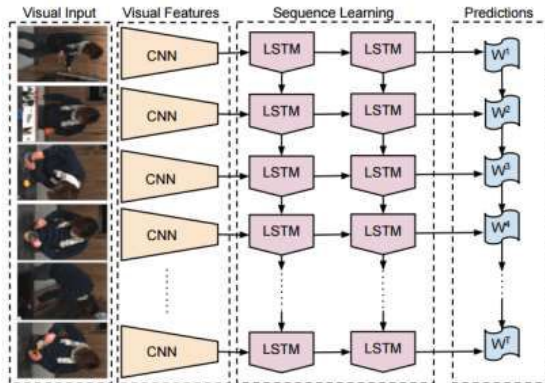 Visual Input Visual Features Sequence Learning Predictions
CNN LSTM LSTM W¹
CNN LSTM LSTM W²
CNN LSTM LSTM W³
CNN LSTM LSTM W⁴
CNN LSTM LSTM Wᵀ